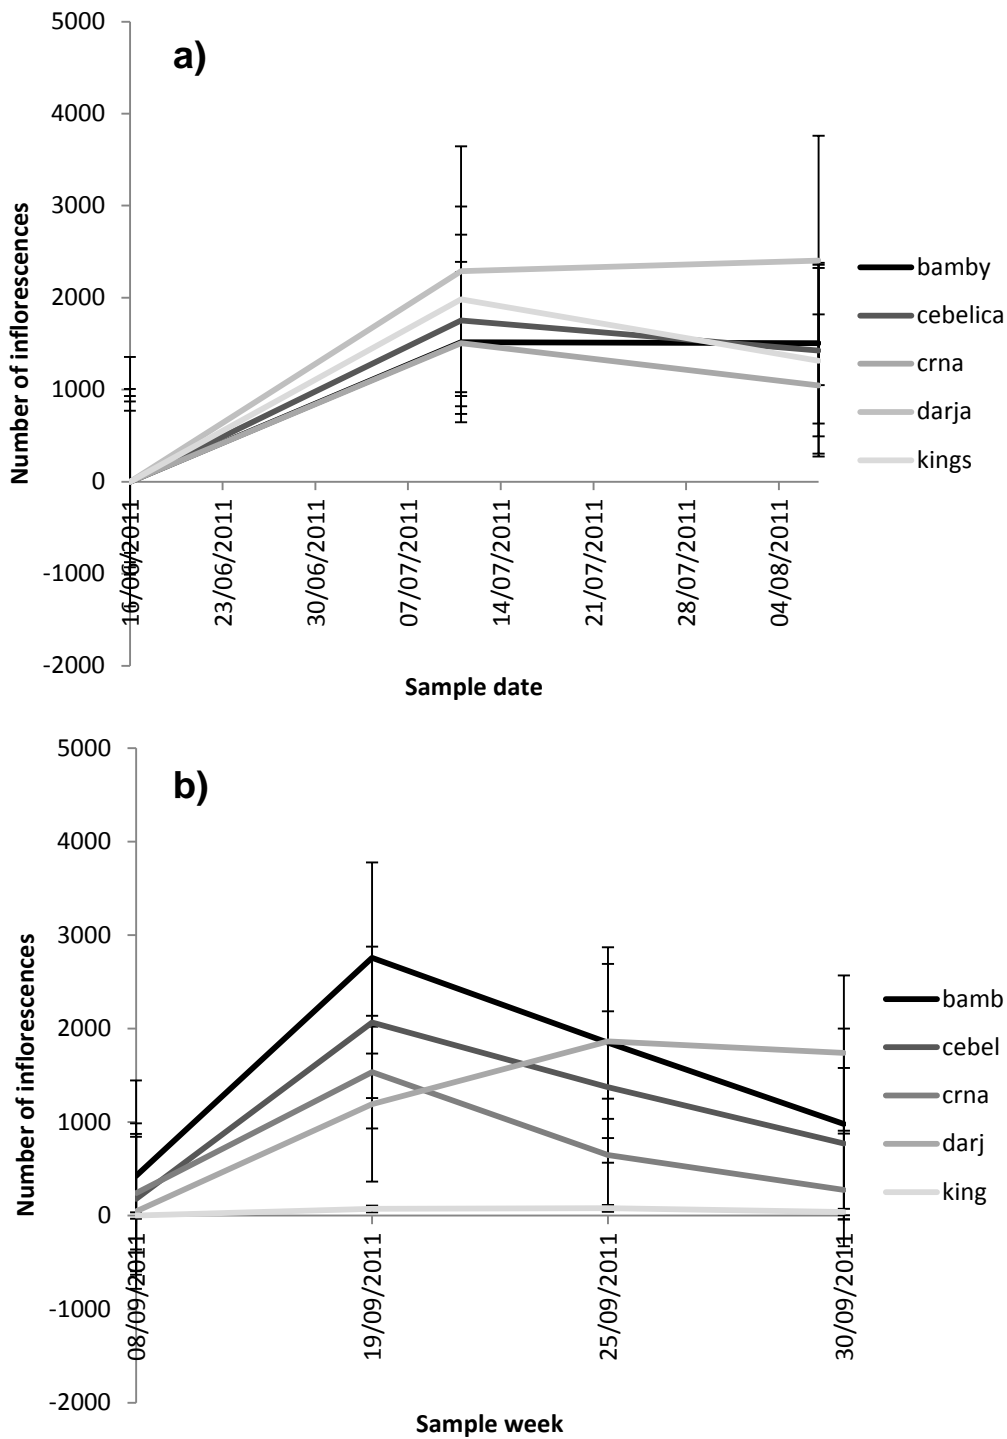 a)
Number of inflorescences
5000
4000
3000
2000
1000
0
-1000
-2000
16/06/2011
23/06/2011
30/06/2011
07/07/2011
14/07/2011
21/07/2011
28/07/2011
04/08/2011
Sample date
bamby
cebelica
crna
darja
kings
b)
Number of inflorescences
5000
4000
3000
2000
1000
0
-1000
-2000
08/09/2011
19/09/2011
25/09/2011
30/09/2011
Sample week
bamb
cebel
crna
darj
king